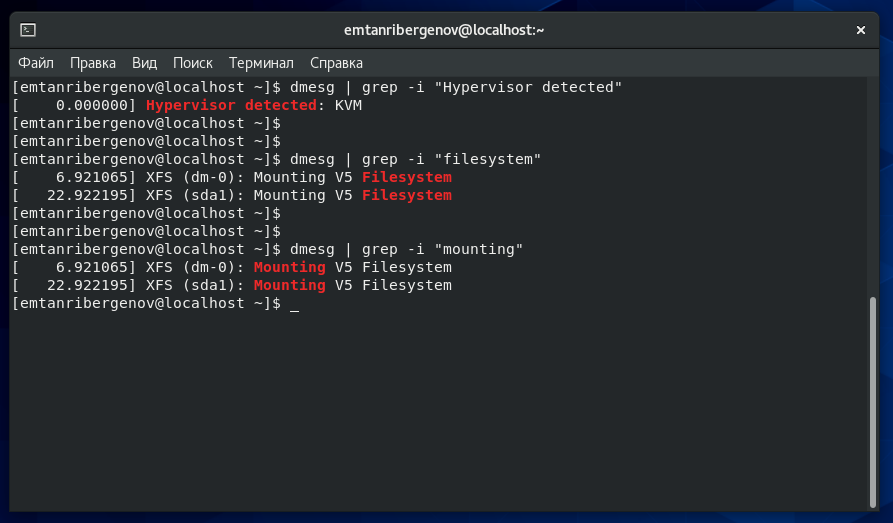 emtanribergenov@localhost:~
Файл Правка Вид Поиск Терминал Справка
[emtanribergenov@localhost ~]$ dmesg | grep -i "Hypervisor detected"
[    0.000000] Hypervisor detected: KVM
[emtanribergenov@localhost ~]$
[emtanribergenov@localhost ~]$
[emtanribergenov@localhost ~]$ dmesg | grep -i "filesystem"
[    6.921065] XFS (dm-0): Mounting V5 Filesystem
[   22.922195] XFS (sda1): Mounting V5 Filesystem
[emtanribergenov@localhost ~]$
[emtanribergenov@localhost ~]$
[emtanribergenov@localhost ~]$ dmesg | grep -i "mounting"
[    6.921065] XFS (dm-0): Mounting V5 Filesystem
[   22.922195] XFS (sda1): Mounting V5 Filesystem
[emtanribergenov@localhost ~]$ _